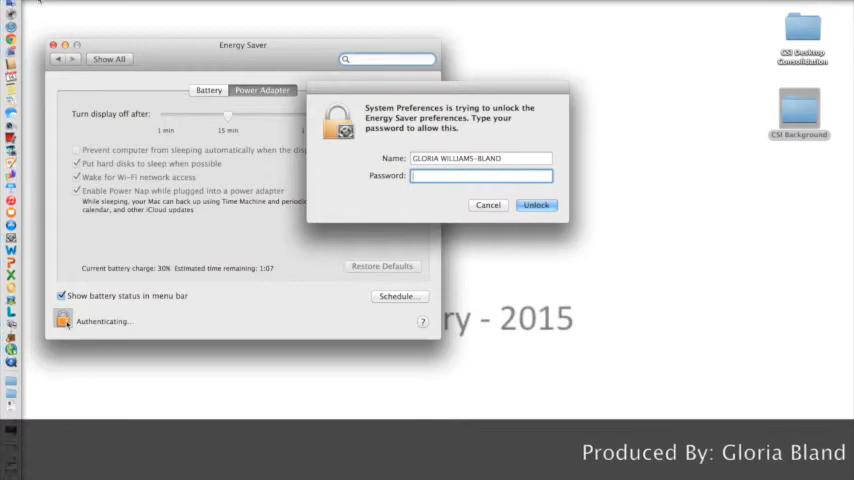 Energy Saver
Show All
Battery Power Adapter
Turn display off after:
1 min 15 min 1
Prevent computer from sleeping automatically when the disp
Put hard disks to sleep when possible
Wake for Wi-Fi network access
Enable Power Nap while plugged into a power adapter
While sleeping, your Mac can back up using Time Machine and periodic
calendar, and other iCloud updates
Current battery charge: 30% Estimated time remaining: 1:07
Restore Defaults
Show battery status in menu bar
Schedule...
Authenticating...
?
System Preferences is trying to unlock the
Energy Saver preferences. Type your
password to allow this.
Name: GLORIA WILLIAMS-BLAND
Password:
Cancel Unlock
CSI Desktop
Consolidation
CSI Background
ry - 2015
Produced By: Gloria Bland